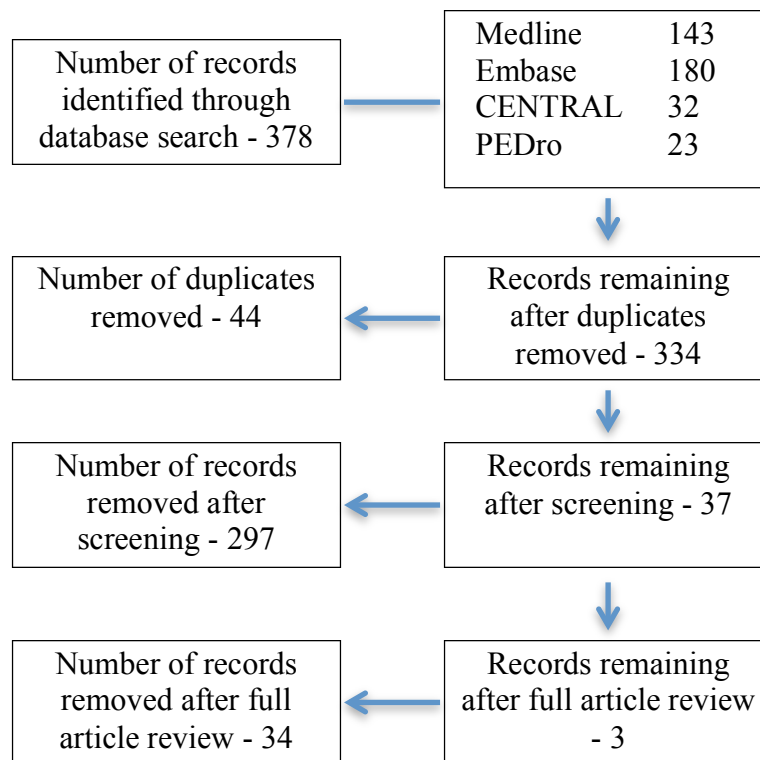 Number of records
identified through
database search - 378
Medline 143
Embase 180
CENTRAL 32
PEDro 23
Number of duplicates
removed - 44
Records remaining
after duplicates
removed - 334
Number of records
removed after
screening - 297
Records remaining
after screening - 37
Number of records
removed after full
article review - 34
Records remaining
after full article review
- 3